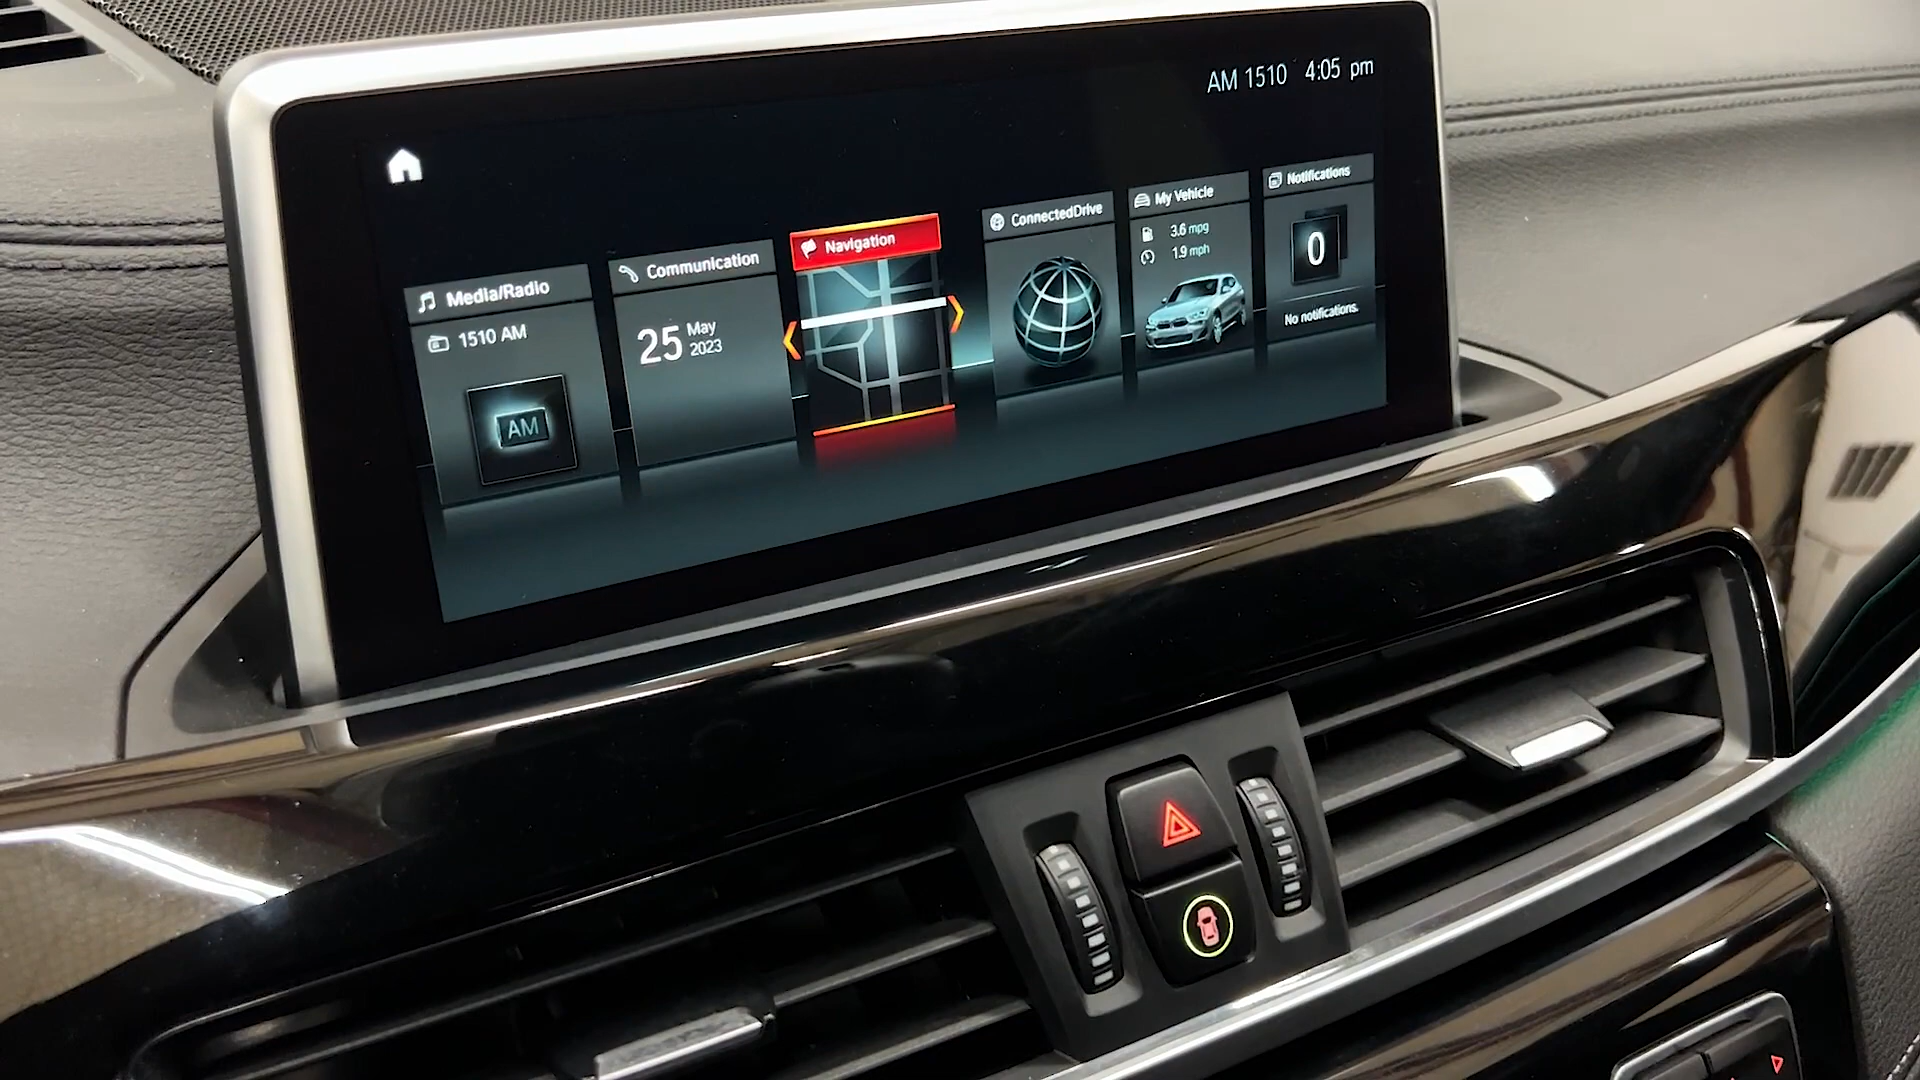 AM 1510 4:05 pm
Media/Radio
1510 AM
AM
Communication
25 May
2023
Navigation
ConnectedDrive
My Vehicle
3.6 mpg
1.9 mph
Notifications
0
No notifications.